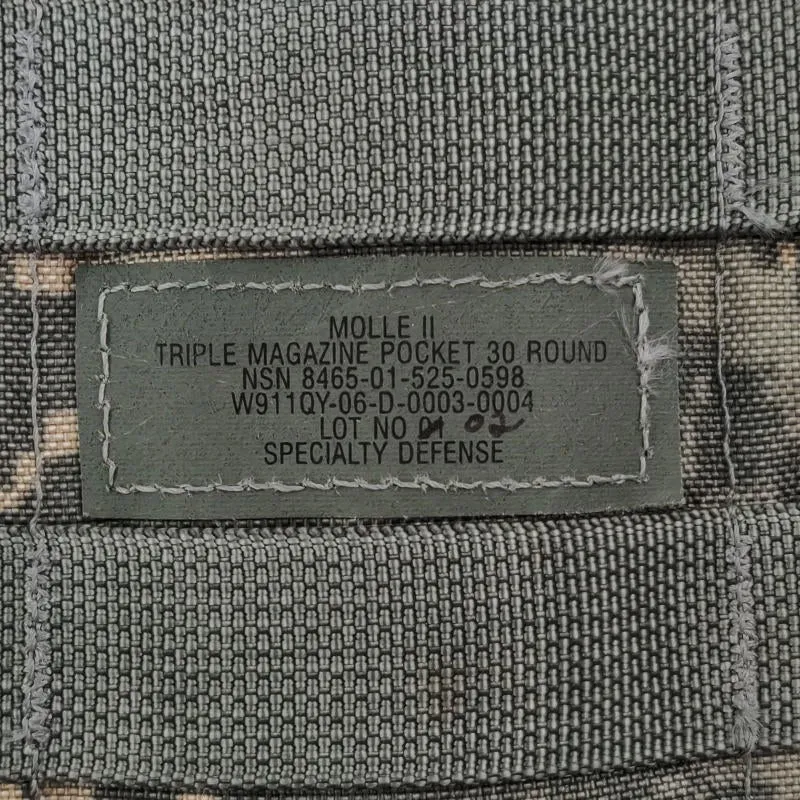 MOLLE II
TRIPLE MAGAZINE POCKET 30 ROUND
NSN 8465-01-525-0598
W911QY-06-D-0003-0004
LOT NO 02
SPECIALTY DEFENSE